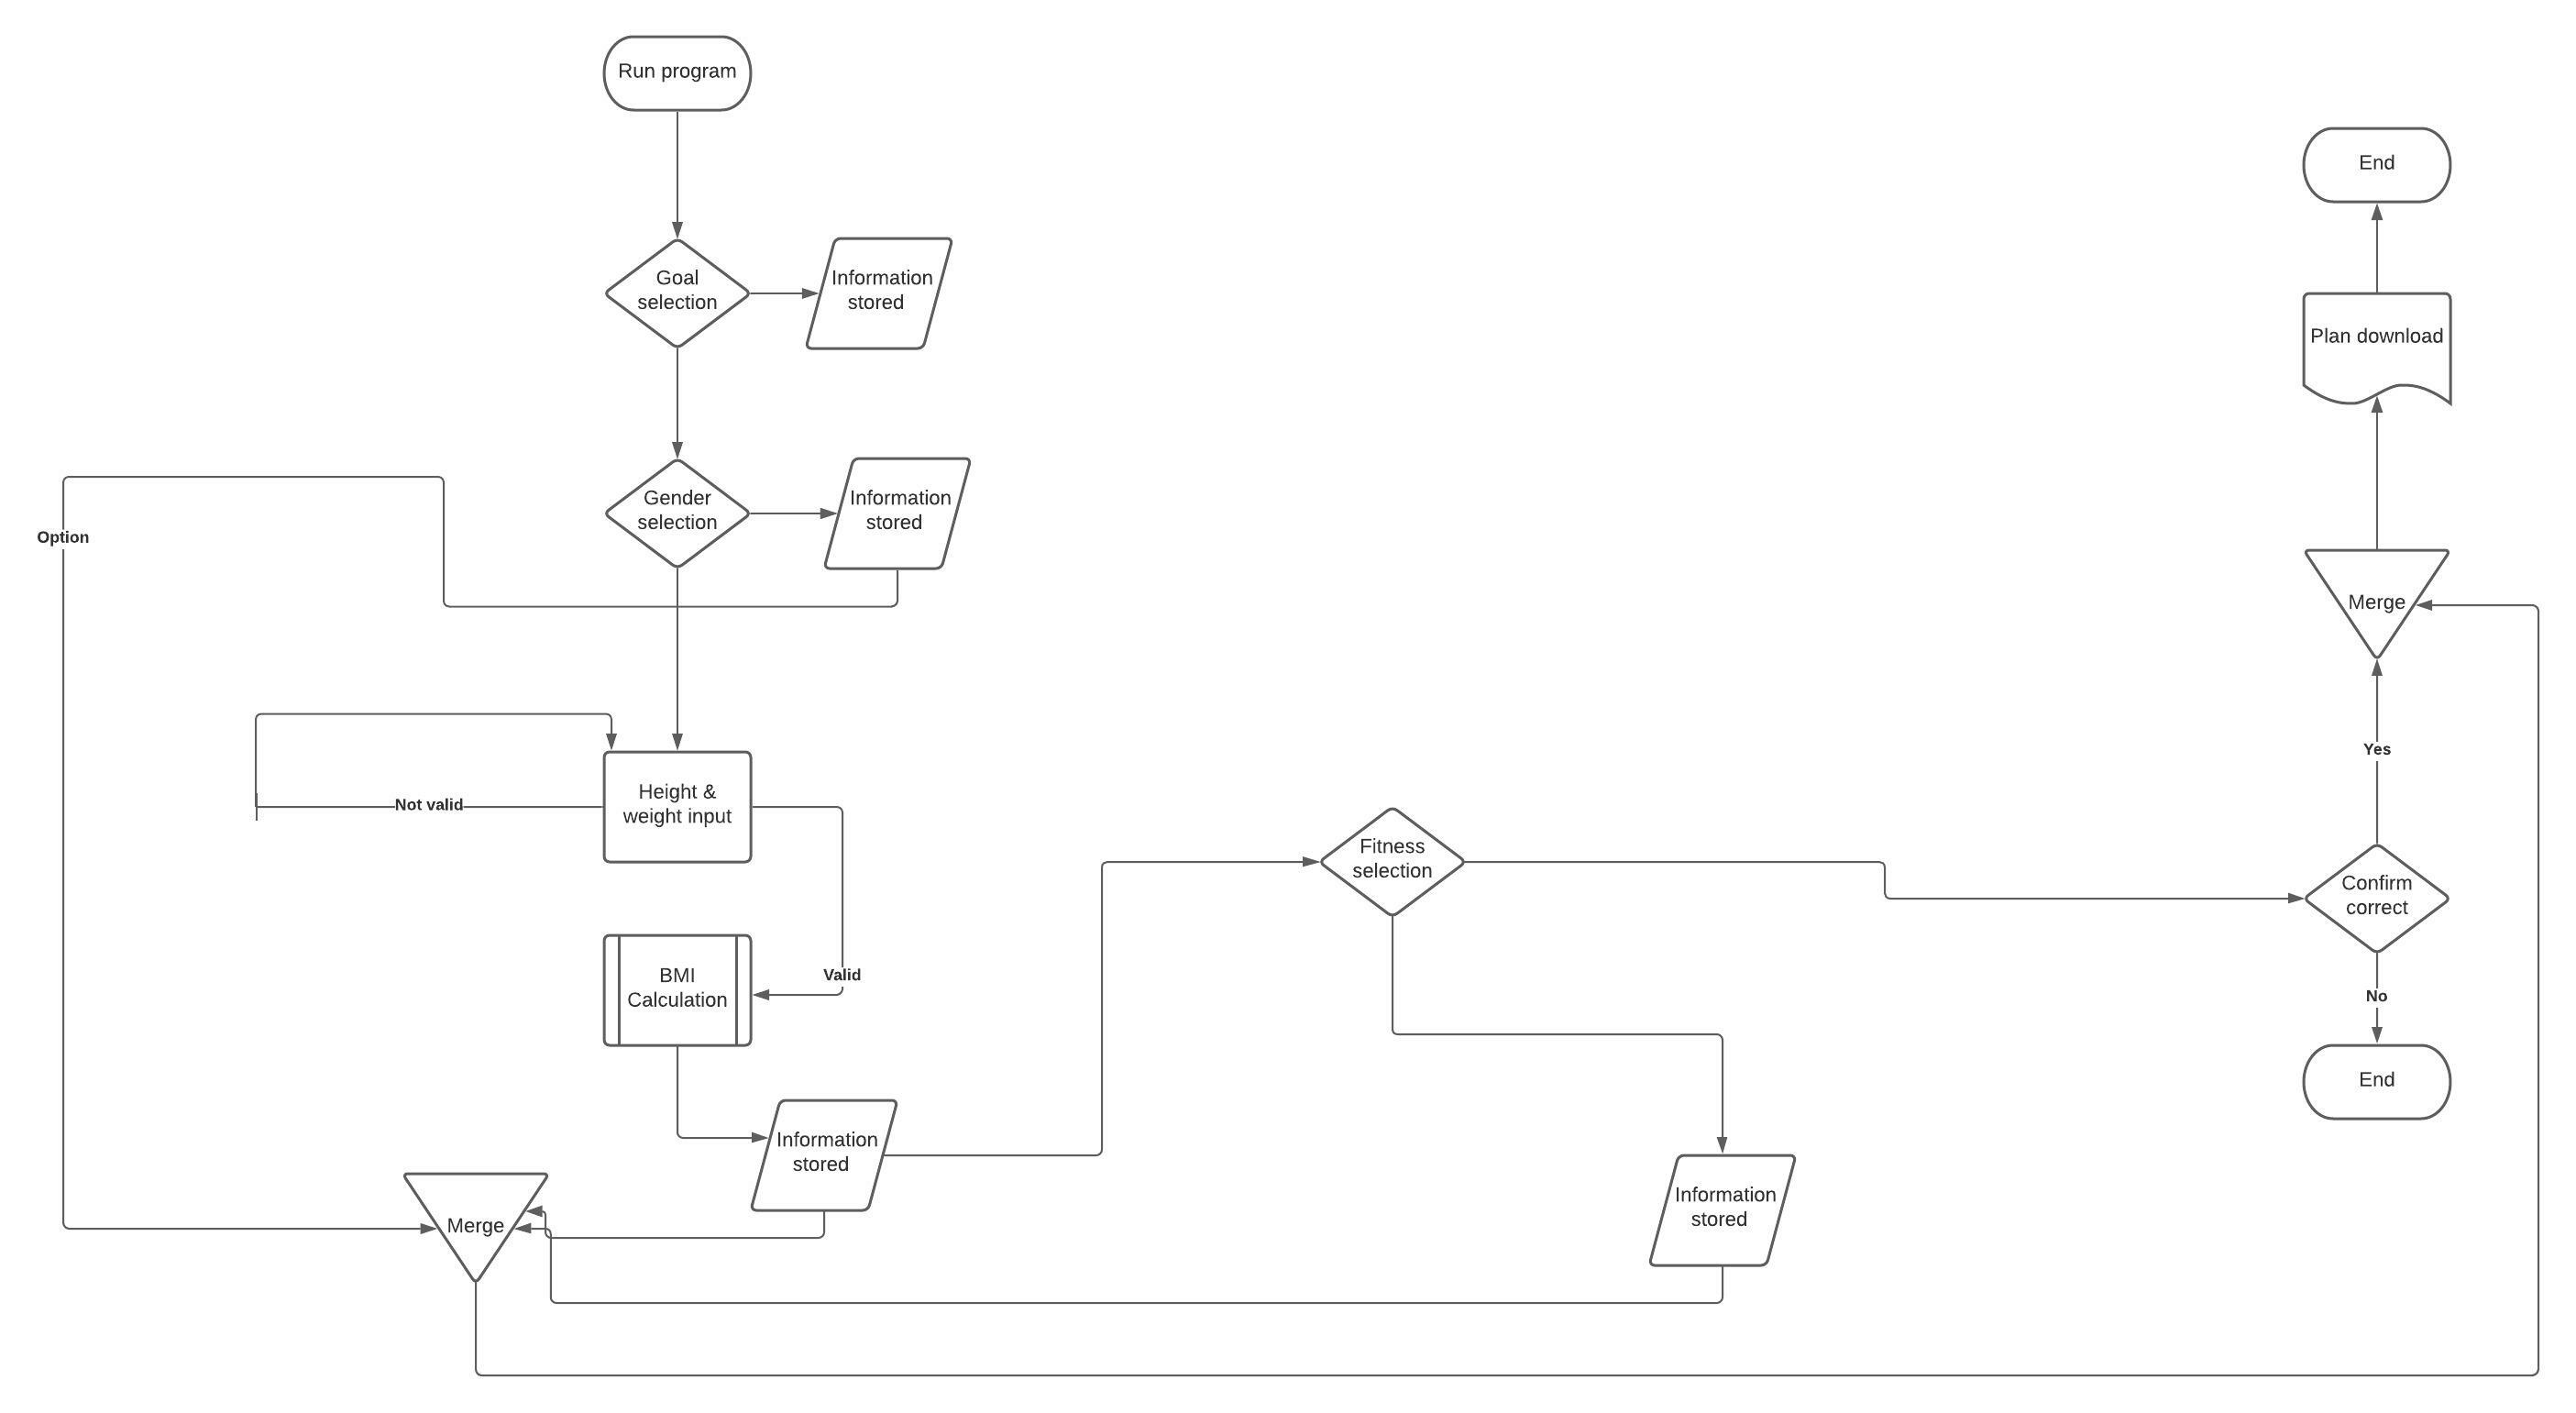 Run program
Goal
selection
Information
stored
Gender
selection
Information
stored
Option
Height &
weight input
Not valid
Valid
BMI
Calculation
Information
stored
Merge
Fitness
selection
Information
stored
End
Plan download
Merge
Yes
Confirm
correct
No
End